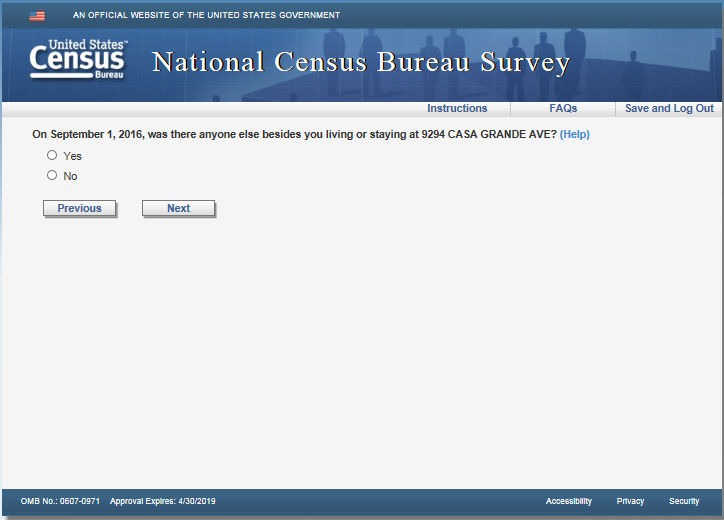 AN OFFICIAL WEBSITE OF THE UNITED STATES GOVERNMENT
United States™
Census
Bureau
National Census Bureau Survey
Instructions FAQs Save and Log Out
On September 1, 2016, was there anyone else besides you living or staying at 9294 CASA GRANDE AVE? (Help)
Yes
No
Previous Next
OMB No.: 0607-0971 Approval Expires: 4/30/2019 Accessibility Privacy Security